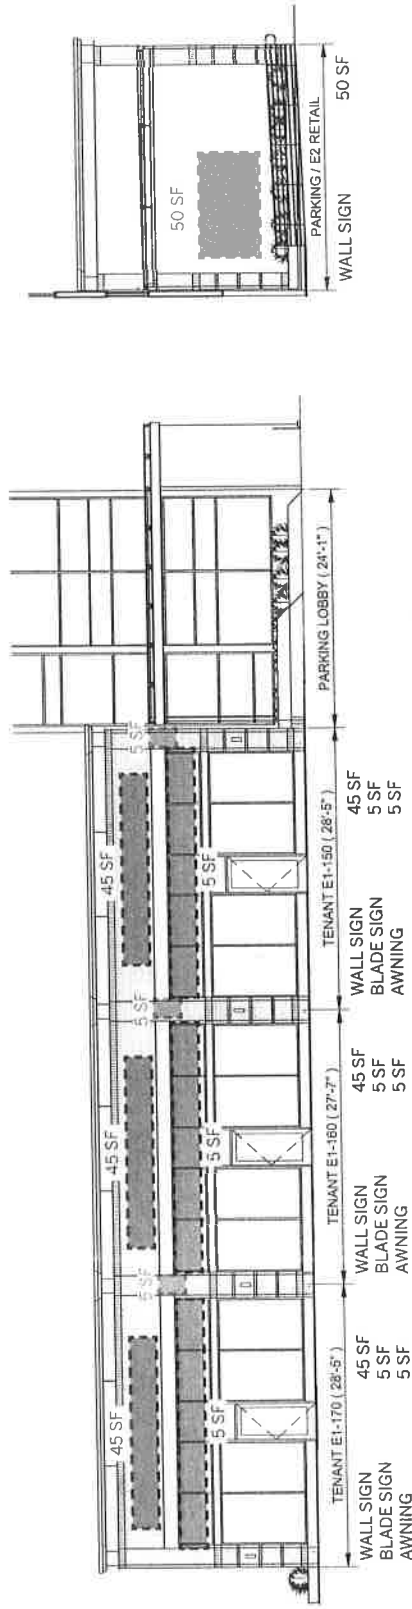 45 SF
45 SF
45 SF
5 SF
5 SF
5 SF
5 SF
5 SF
5 SF
TENANT E1-170 ( 28'-5" )
TENANT E1-160 ( 27'-7" )
TENANT E1-150 ( 28'-5" )
PARKING LOBBY ( 24'-1" )
WALL SIGN 45 SF
BLADE SIGN 5 SF
AWNING 5 SF
WALL SIGN 45 SF
BLADE SIGN 5 SF
AWNING 5 SF
WALL SIGN 45 SF
BLADE SIGN 5 SF
AWNING 5 SF
50 SF
PARKING / E2 RETAIL
WALL SIGN 50 SF